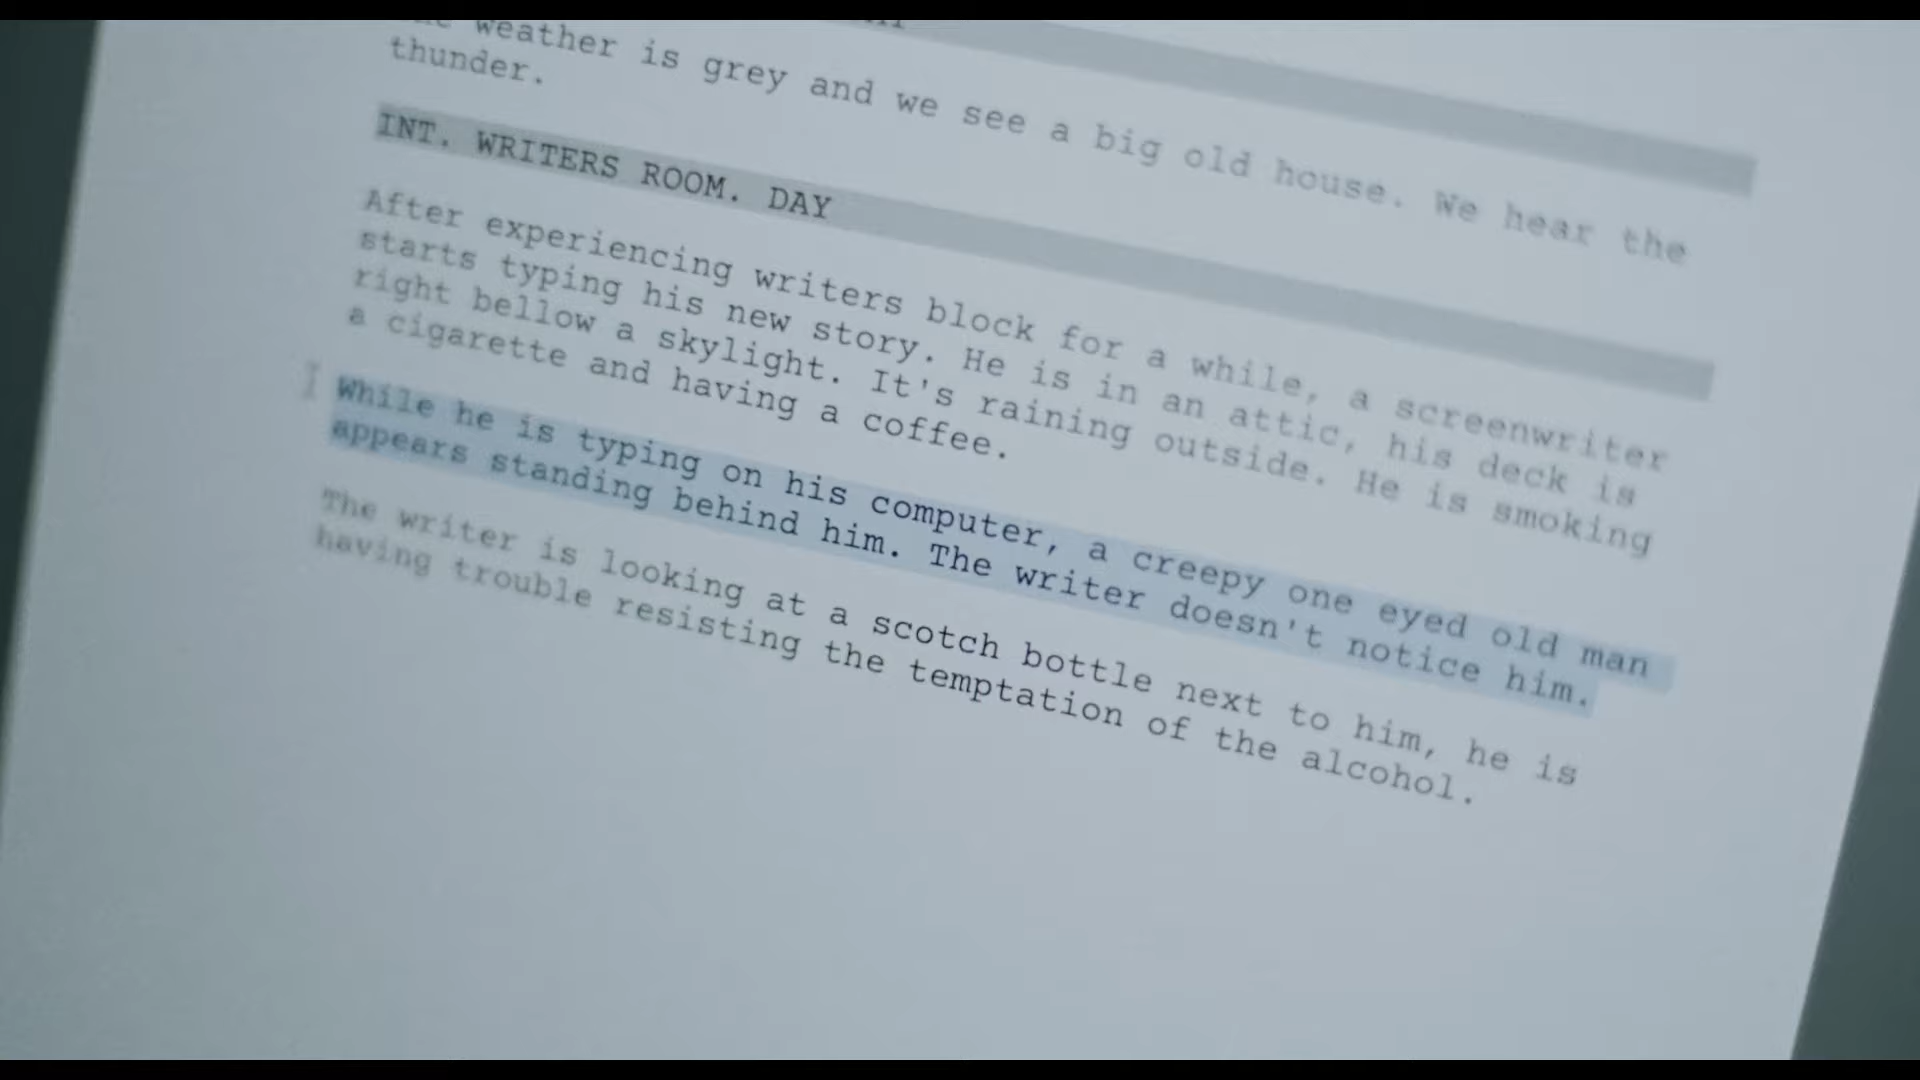 weather is grey and we see a big old house. We hear the
thunder.
INT. WRITERS ROOM. DAY
After experiencing writers block for a while, a screenwriter
starts typing his new story. He is in an attic, his deck is
right bellow a skylight. It's raining outside. He is smoking
a cigarette and having a coffee.
While he is typing on his computer, a creepy one eyed old man
appears standing behind him. The writer doesn't notice him.
The writer is looking at a scotch bottle next to him, he is
having trouble resisting the temptation of the alcohol.